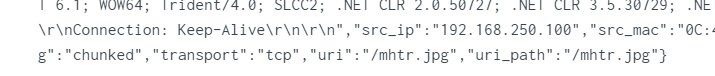 T 6.1; WOW64; Trident/4.0; SLCC2; .NET CLR 2.0.50727; .NET CLR 3.5.30729; .NE
\r\nConnection: Keep-Alive\r\n\r\n","src_ip":"192.168.250.100","src_mac":"0C:4
g":"chunked","transport":"tcp","uri":"/mhtr.jpg","uri_path":"/mhtr.jpg"}